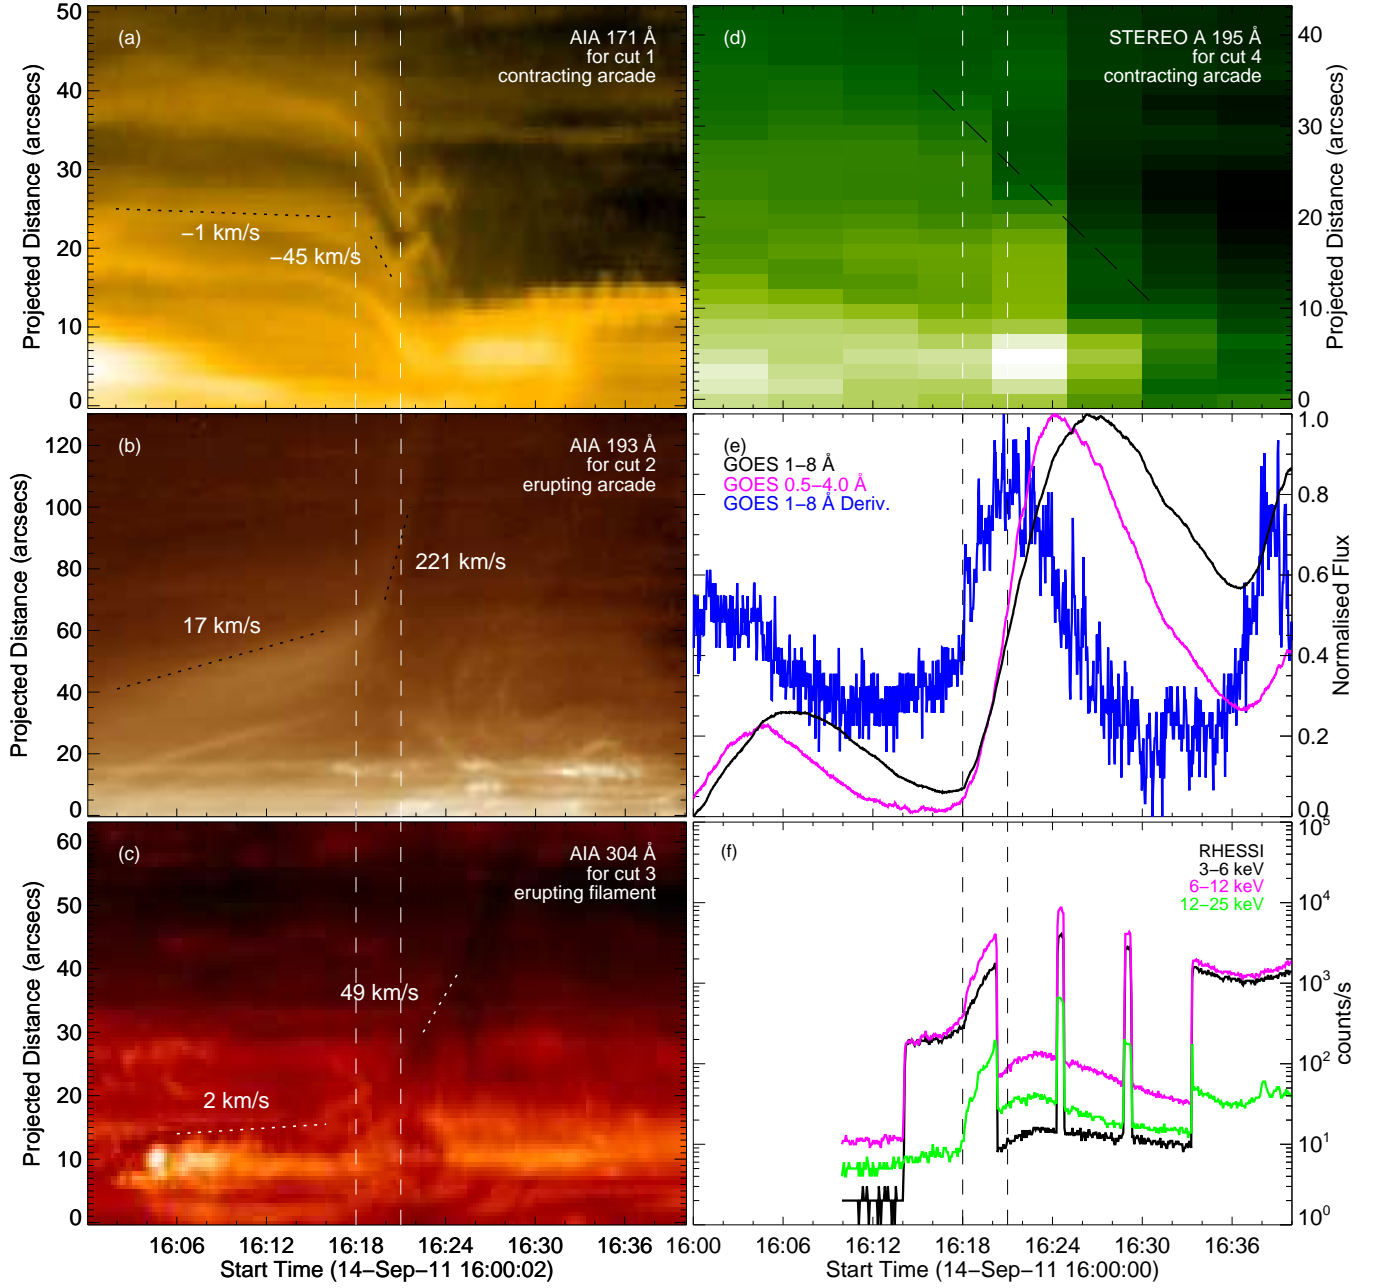 (a)
AIA 171 Å
for cut 1
contracting arcade
−1 km/s
−45 km/s
Projected Distance (arcsecs)
50
40
30
20
10
0
(d)
STEREO A 195 Å
for cut 4
contracting arcade
Projected Distance (arcsecs)
40
30
20
10
0
(b)
AIA 193 Å
for cut 2
erupting arcade
17 km/s
221 km/s
Projected Distance (arcsecs)
120
100
80
60
40
20
0
(e)
GOES 1−8 Å
GOES 0.5−4.0 Å
GOES 1−8 Å Deriv.
Normalised Flux
1.0
0.8
0.6
0.4
0.2
0.0
(c)
AIA 304 Å
for cut 3
erupting filament
2 km/s
49 km/s
Projected Distance (arcsecs)
60
50
40
30
20
10
0
(f)
RHESSI
3−6 keV
6−12 keV
12−25 keV
counts/s
10^5
10^4
10^3
10^2
10^1
10^0
16:06 16:12 16:18 16:24 16:30 16:36
Start Time (14−Sep−11 16:00:02)
16:00 16:06 16:12 16:18 16:24 16:30 16:36
Start Time (14−Sep−11 16:00:00)